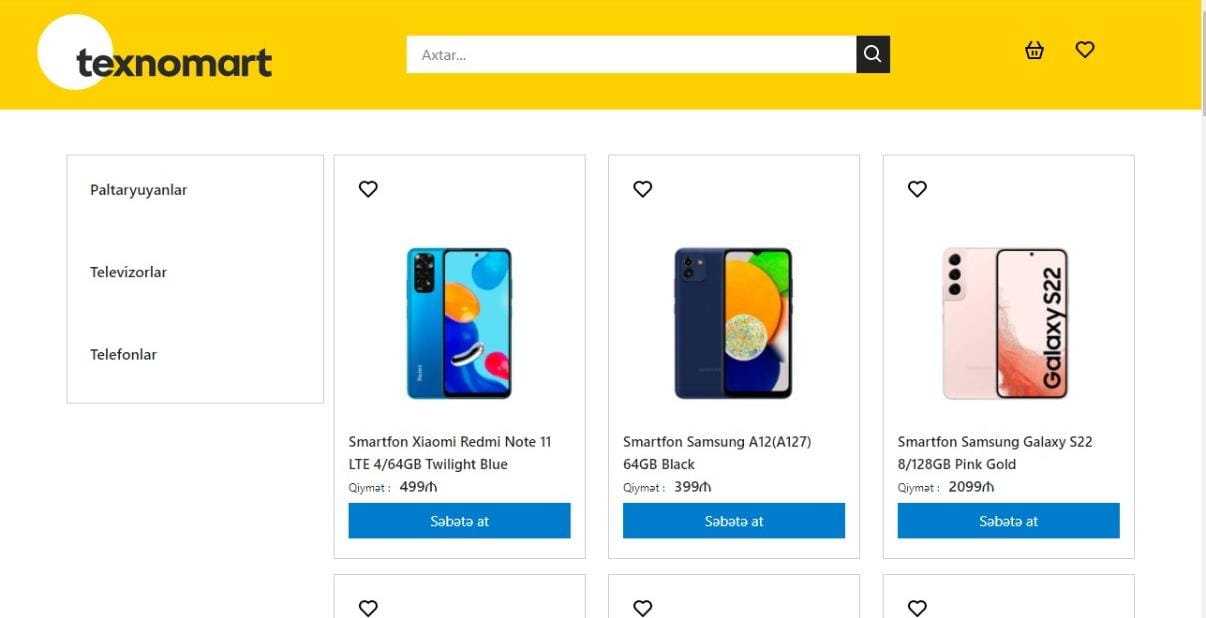 texnomart
Axtar...
Paltaryuyanlar
Televizorlar
Telefonlar
Redmi
Smartfon Xiaomi Redmi Note 11
LTE 4/64GB Twilight Blue
Qiymət : 499₼
Səbətə at
Smartfon Samsung A12(A127)
64GB Black
Qiymət : 399₼
Səbətə at
Galaxy S22
Smartfon Samsung Galaxy S22
8/128GB Pink Gold
Qiymət : 2099₼
Səbətə at